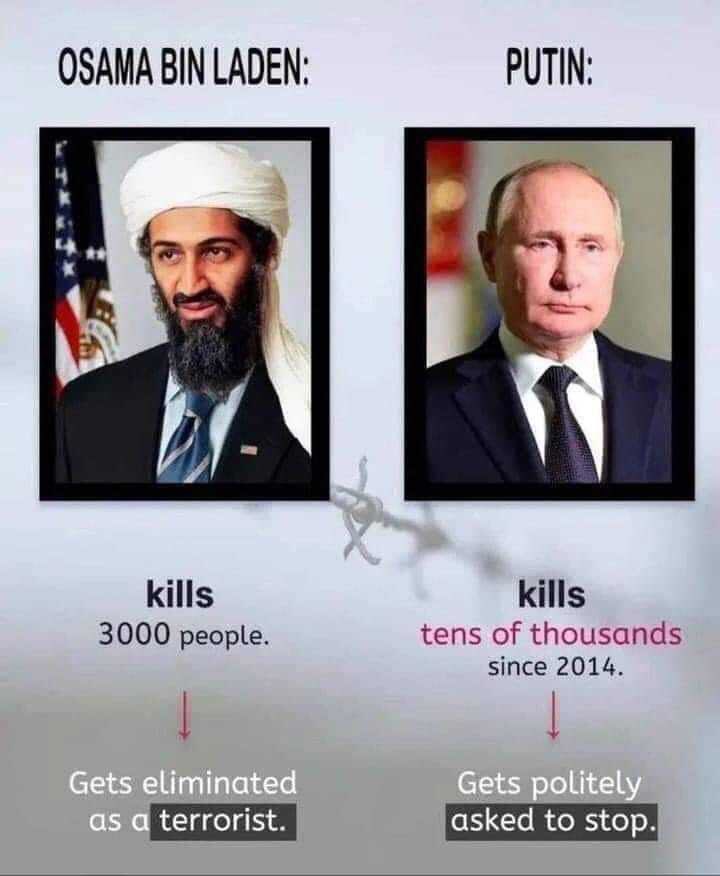 OSAMA BIN LADEN:
PUTIN:
kills
3000 people.
kills
tens of thousands
since 2014.
Gets eliminated
as a terrorist.
Gets politely
asked to stop.